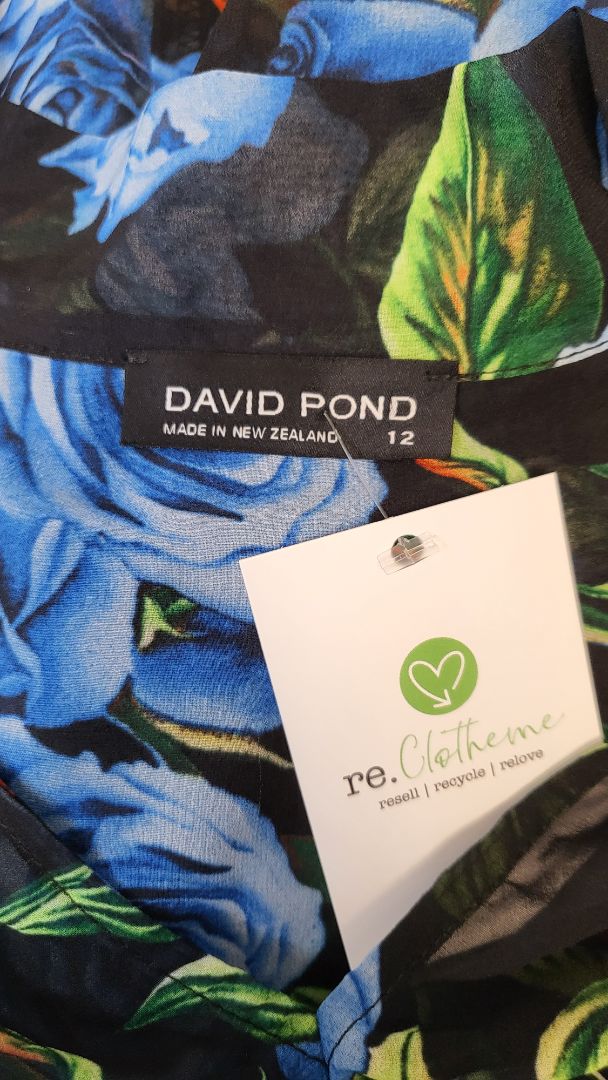 DAVID POND
MADE IN NEW ZEALAND 12
re.Clotheme
resell | recycle | relove